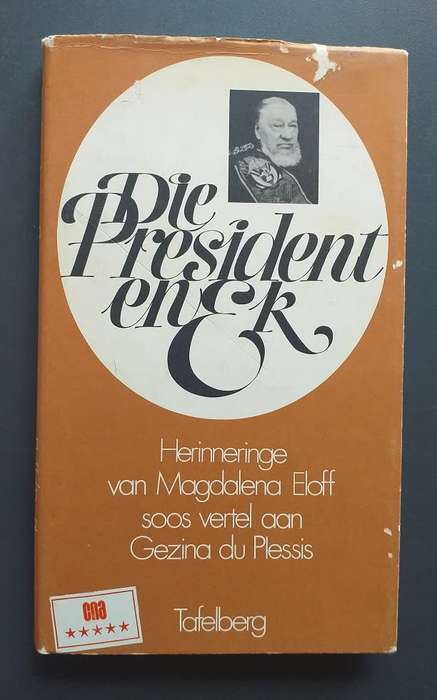 Die
President
en Ek
Herinneringe
van Magdalena Eloff
soos vertel aan
Gezina du Plessis
Tafelberg
cna
★★★★★